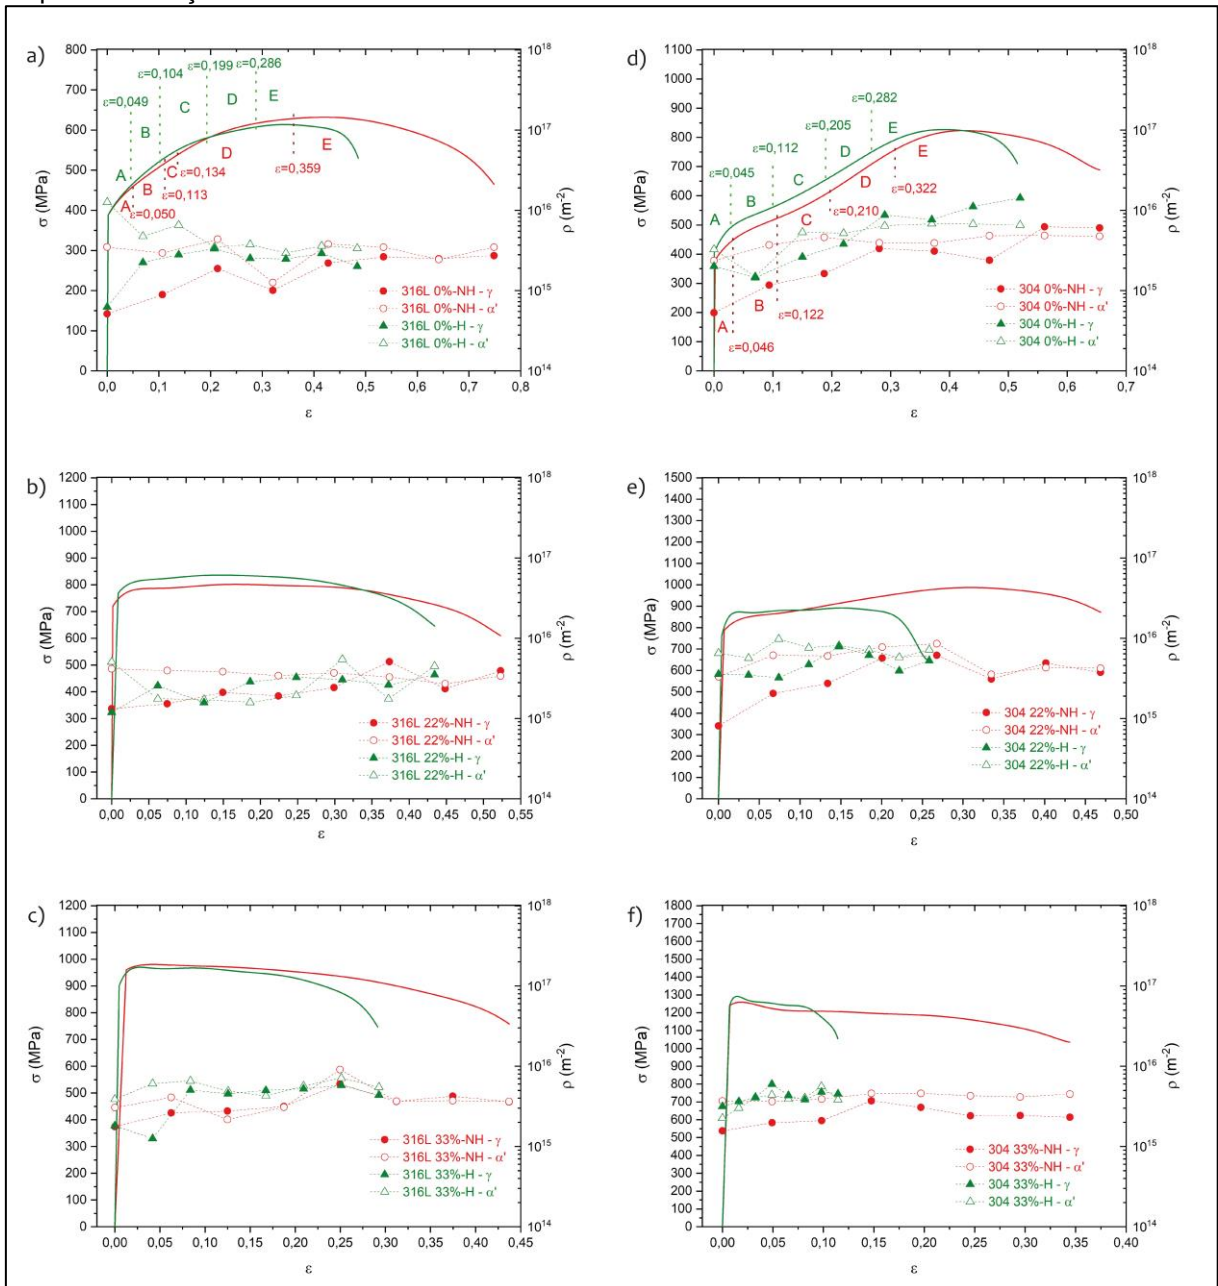 a)
σ (MPa)
800
700
600
500
400
300
200
100
0
ε=0,049
ε=0,104
ε=0,199
ε=0,286
A
B
C
D
E
A
B
C
D
E
ε=0,050
ε=0,113
ε=0,134
ε=0,359
316L 0%-NH - γ
316L 0%-NH - α'
316L 0%-H - γ
316L 0%-H - α'
10¹⁸
10¹⁷
10¹⁶
10¹⁵
10¹⁴
ρ (m⁻²)
0,0 0,1 0,2 0,3 0,4 0,5 0,6 0,7 0,8
ε
d)
σ (MPa)
1100
1000
900
800
700
600
500
400
300
200
100
0
ε=0,045
ε=0,112
ε=0,205
ε=0,282
A
B
C
D
E
A
B
C
D
E
ε=0,046
ε=0,122
ε=0,210
ε=0,322
304 0%-NH - γ
304 0%-NH - α'
304 0%-H - γ
304 0%-H - α'
10¹⁸
10¹⁷
10¹⁶
10¹⁵
10¹⁴
ρ (m⁻²)
0,0 0,1 0,2 0,3 0,4 0,5 0,6 0,7
ε
b)
σ (MPa)
1200
1100
1000
900
800
700
600
500
400
300
200
100
0
316L 22%-NH - γ
316L 22%-NH - α'
316L 22%-H - γ
316L 22%-H - α'
10¹⁸
10¹⁷
10¹⁶
10¹⁵
10¹⁴
ρ (m⁻²)
0,00 0,05 0,10 0,15 0,20 0,25 0,30 0,35 0,40 0,45 0,50 0,55
ε
e)
σ (MPa)
1500
1400
1300
1200
1100
1000
900
800
700
600
500
400
300
200
100
0
304 22%-NH - γ
304 22%-NH - α'
304 22%-H - γ
304 22%-H - α'
10¹⁸
10¹⁷
10¹⁶
10¹⁵
10¹⁴
ρ (m⁻²)
0,00 0,05 0,10 0,15 0,20 0,25 0,30 0,35 0,40 0,45 0,50
ε
c)
σ (MPa)
1200
1100
1000
900
800
700
600
500
400
300
200
100
0
316L 33%-NH - γ
316L 33%-NH - α'
316L 33%-H - γ
316L 33%-H - α'
10¹⁸
10¹⁷
10¹⁶
10¹⁵
10¹⁴
ρ (m⁻²)
0,00 0,05 0,10 0,15 0,20 0,25 0,30 0,35 0,40 0,45
ε
f)
σ (MPa)
1800
1700
1600
1500
1400
1300
1200
1100
1000
900
800
700
600
500
400
300
200
100
0
304 33%-NH - γ
304 33%-NH - α'
304 33%-H - γ
304 33%-H - α'
10¹⁸
10¹⁷
10¹⁶
10¹⁵
10¹⁴
ρ (m⁻²)
0,00 0,05 0,10 0,15 0,20 0,25 0,30 0,35 0,40
ε